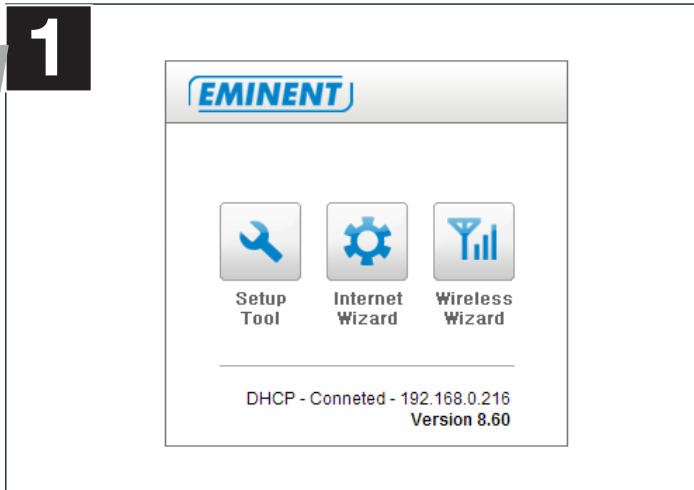 1
EMINENT
Setup
Tool
Internet
Wizard
Wireless
Wizard
DHCP - Conneted - 192.168.0.216
Version 8.60